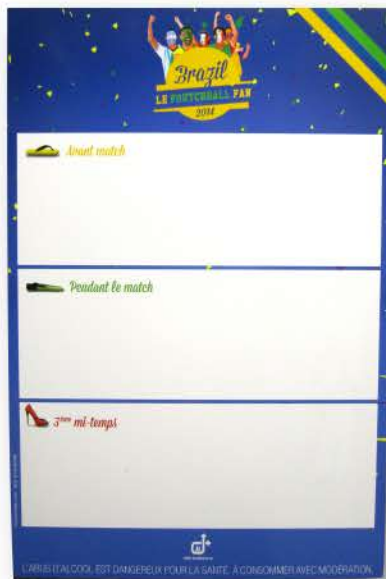 Brazil
LE FOOTCHBALL FAN
2014
Avant match
Pendant le match
3ème mi-temps
L'ABUS D'ALCOOL EST DANGEREUX POUR LA SANTÉ. À CONSOMMER AVEC MODÉRATION.